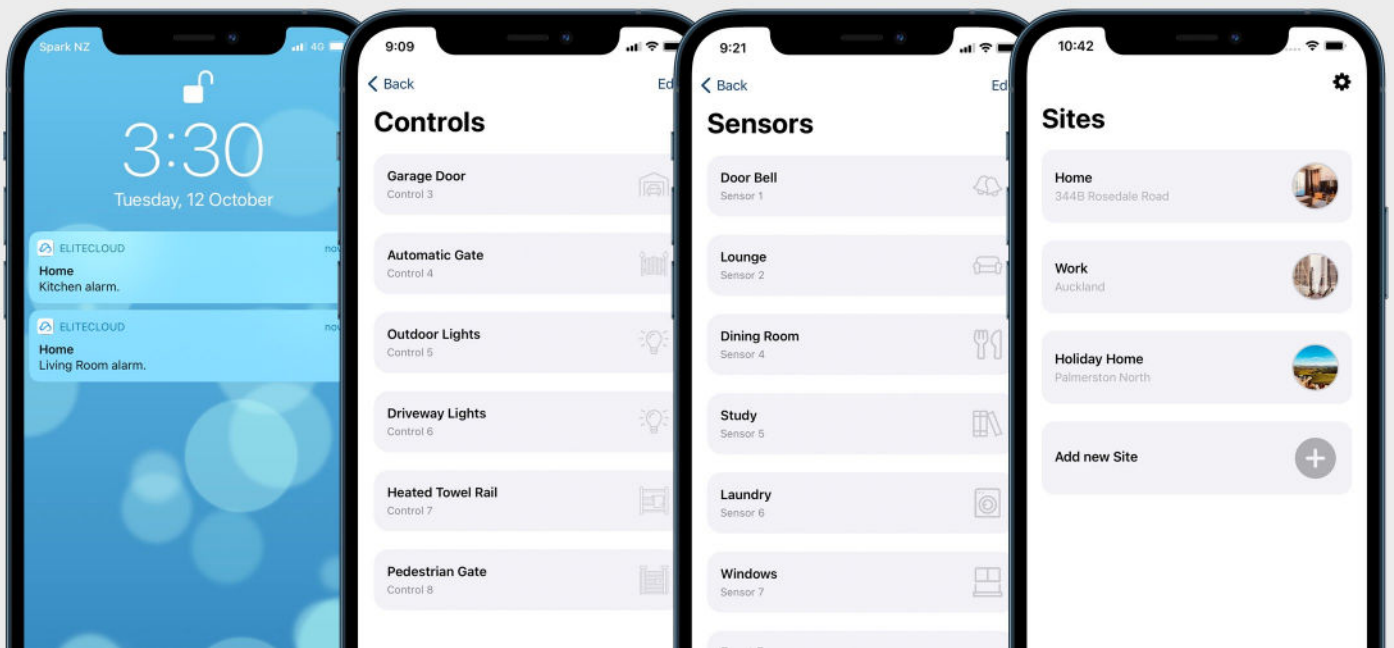 Spark NZ
4G
3:30
Tuesday, 12 October
ELITECLOUD
Home
Kitchen alarm.
ELITECLOUD
Home
Living Room alarm.
9:09
Back
Controls
Garage Door
Control 3
Automatic Gate
Control 4
Outdoor Lights
Control 5
Driveway Lights
Control 6
Heated Towel Rail
Control 7
Pedestrian Gate
Control 8
9:21
Back
Sensors
Door Bell
Sensor 1
Lounge
Sensor 2
Dining Room
Sensor 4
Study
Sensor 5
Laundry
Sensor 6
Windows
Sensor 7
10:42
Sites
Home
344B Rosedale Road
Work
Auckland
Holiday Home
Palmerston North
Add new Site